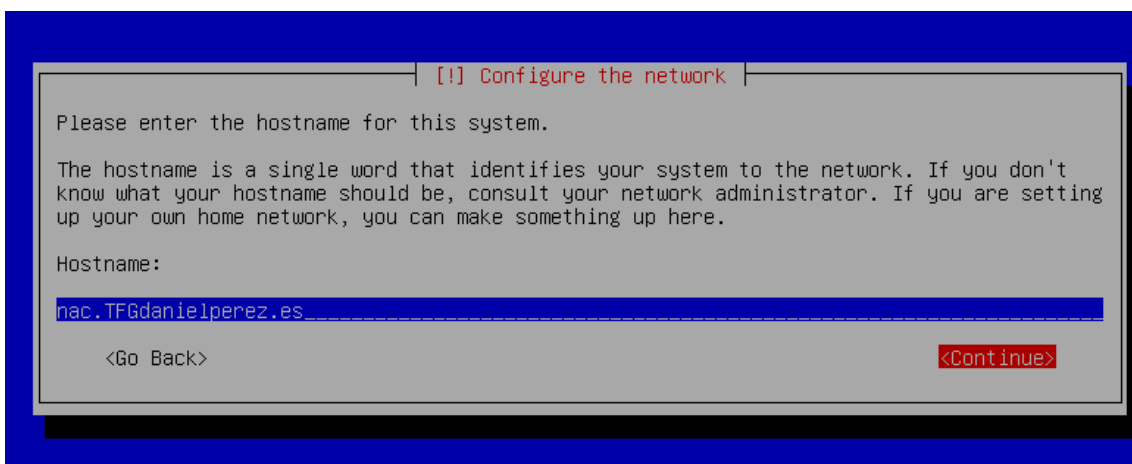 [!] Configure the network
Please enter the hostname for this system.
The hostname is a single word that identifies your system to the network. If you don't
know what your hostname should be, consult your network administrator. If you are setting
up your own home network, you can make something up here.
Hostname:
nac.TFGdanielperez.es
<Go Back> <Continue>